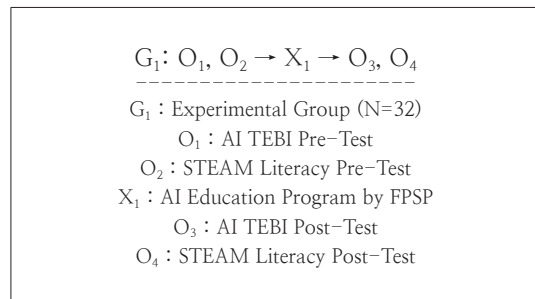 G₁: O₁, O₂ → X₁ → O₃, O₄
G₁ : Experimental Group (N=32)
O₁ : AI TEBI Pre-Test
O₂ : STEAM Literacy Pre-Test
X₁ : AI Education Program by FPSP
O₃ : AI TEBI Post-Test
O₄ : STEAM Literacy Post-Test